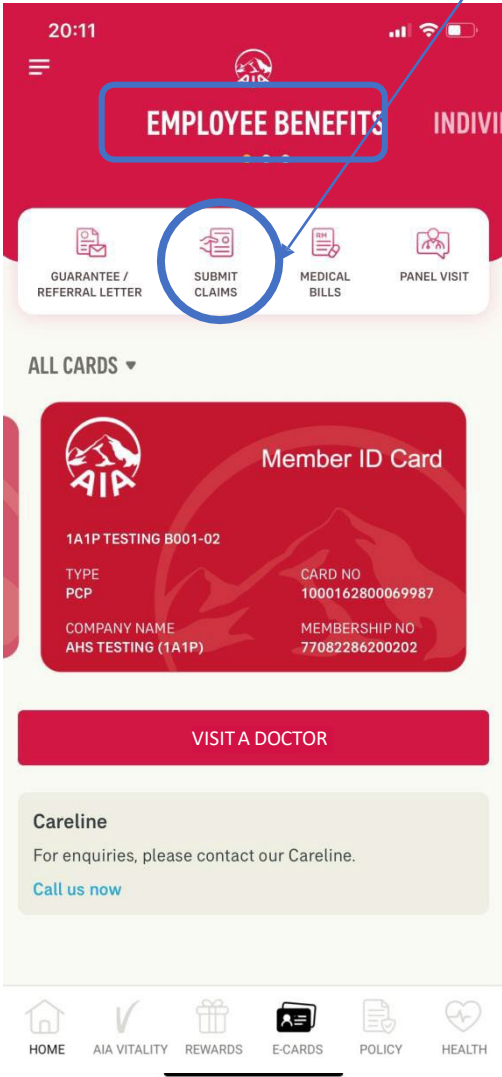 20:11
AIA
EMPLOYEE BENEFITS
INDIVI
GUARANTEE /
REFERRAL LETTER
SUBMIT
CLAIMS
RM
MEDICAL
BILLS
PANEL VISIT
ALL CARDS
AIA
Member ID Card
1A1P TESTING B001-02
TYPE
PCP
CARD NO
1000162800069987
COMPANY NAME
AHS TESTING (1A1P)
MEMBERSHIP NO
77082286200202
VISIT A DOCTOR
Careline
For enquiries, please contact our Careline.
Call us now
HOME
AIA VITALITY
REWARDS
E-CARDS
POLICY
HEALTH